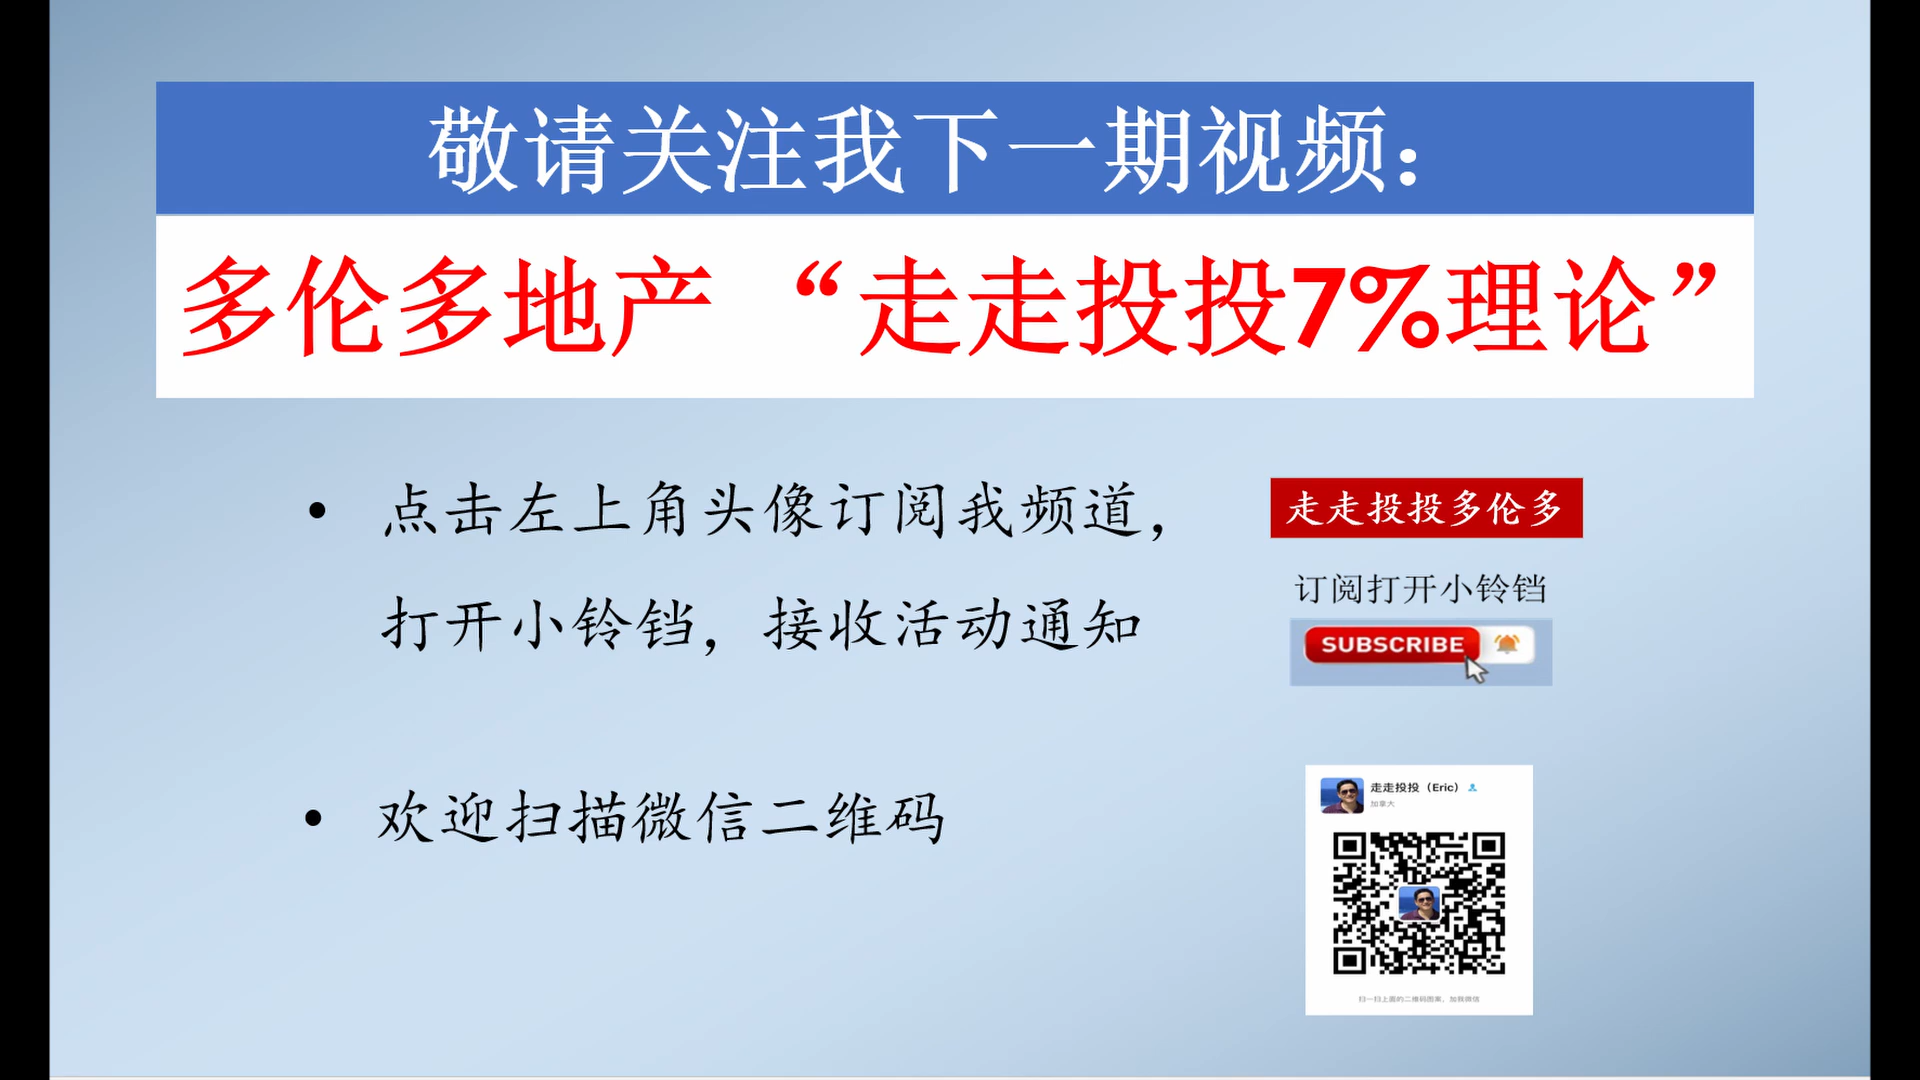 敬请关注我下一期视频：
多伦多地产 “走走投投7%理论”
• 点击左上角头像订阅我频道，
打开小铃铛，接收活动通知
走走投投多伦多
订阅打开小铃铛
SUBSCRIBE
• 欢迎扫描微信二维码
走走投投（Eric）
加拿大
扫一扫上面的二维码图案，加我微信